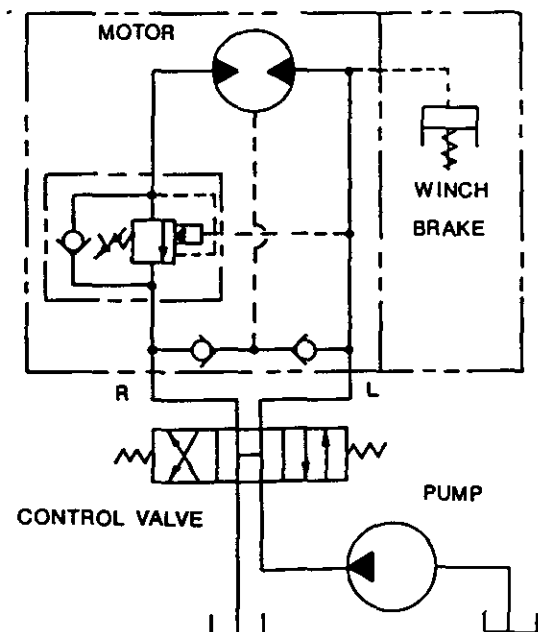 MOTOR
WINCH
BRAKE
R
L
PUMP
CONTROL VALVE